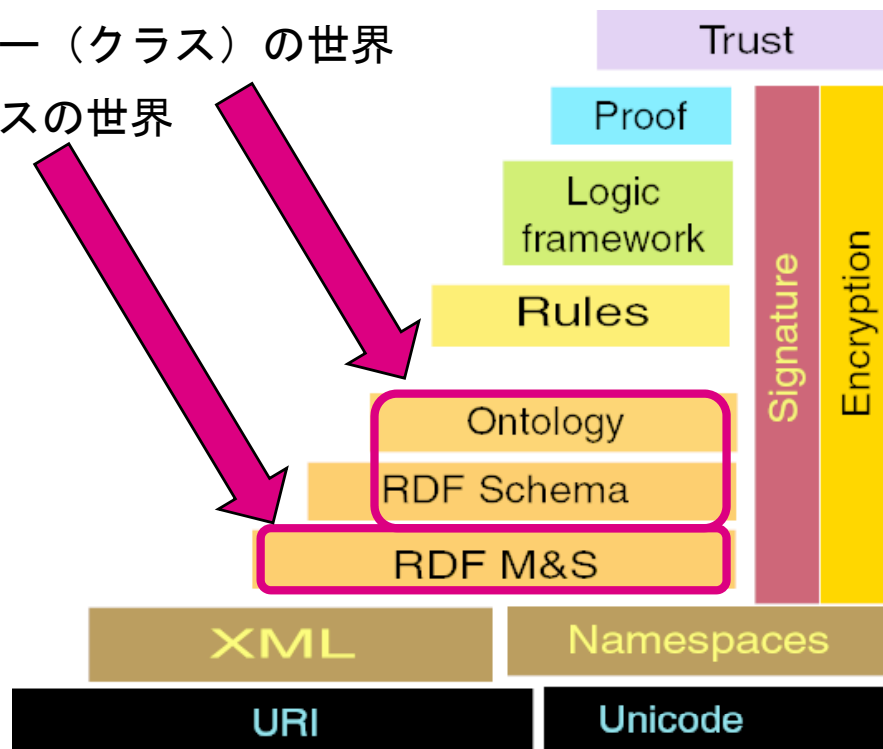 ー（クラス）の世界
スの世界
Trust
Proof
Logic
framework
Rules
Ontology
RDF Schema
RDF M&S
Signature
Encryption
XML
Namespaces
URI
Unicode